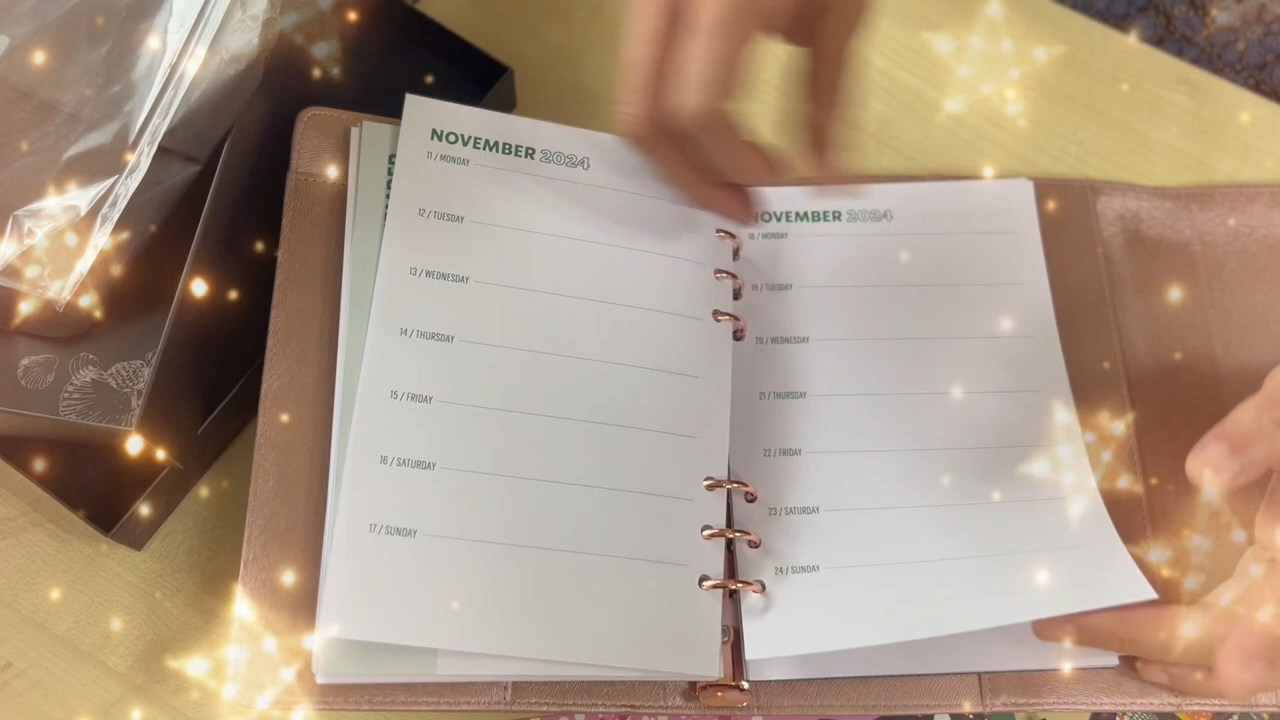 NOVEMBER 2024
11 / MONDAY
12 / TUESDAY
13 / WEDNESDAY
14 / THURSDAY
15 / FRIDAY
16 / SATURDAY
17 / SUNDAY
NOVEMBER 2024
18 / MONDAY
19 / TUESDAY
20 / WEDNESDAY
21 / THURSDAY
22 / FRIDAY
23 / SATURDAY
24 / SUNDAY